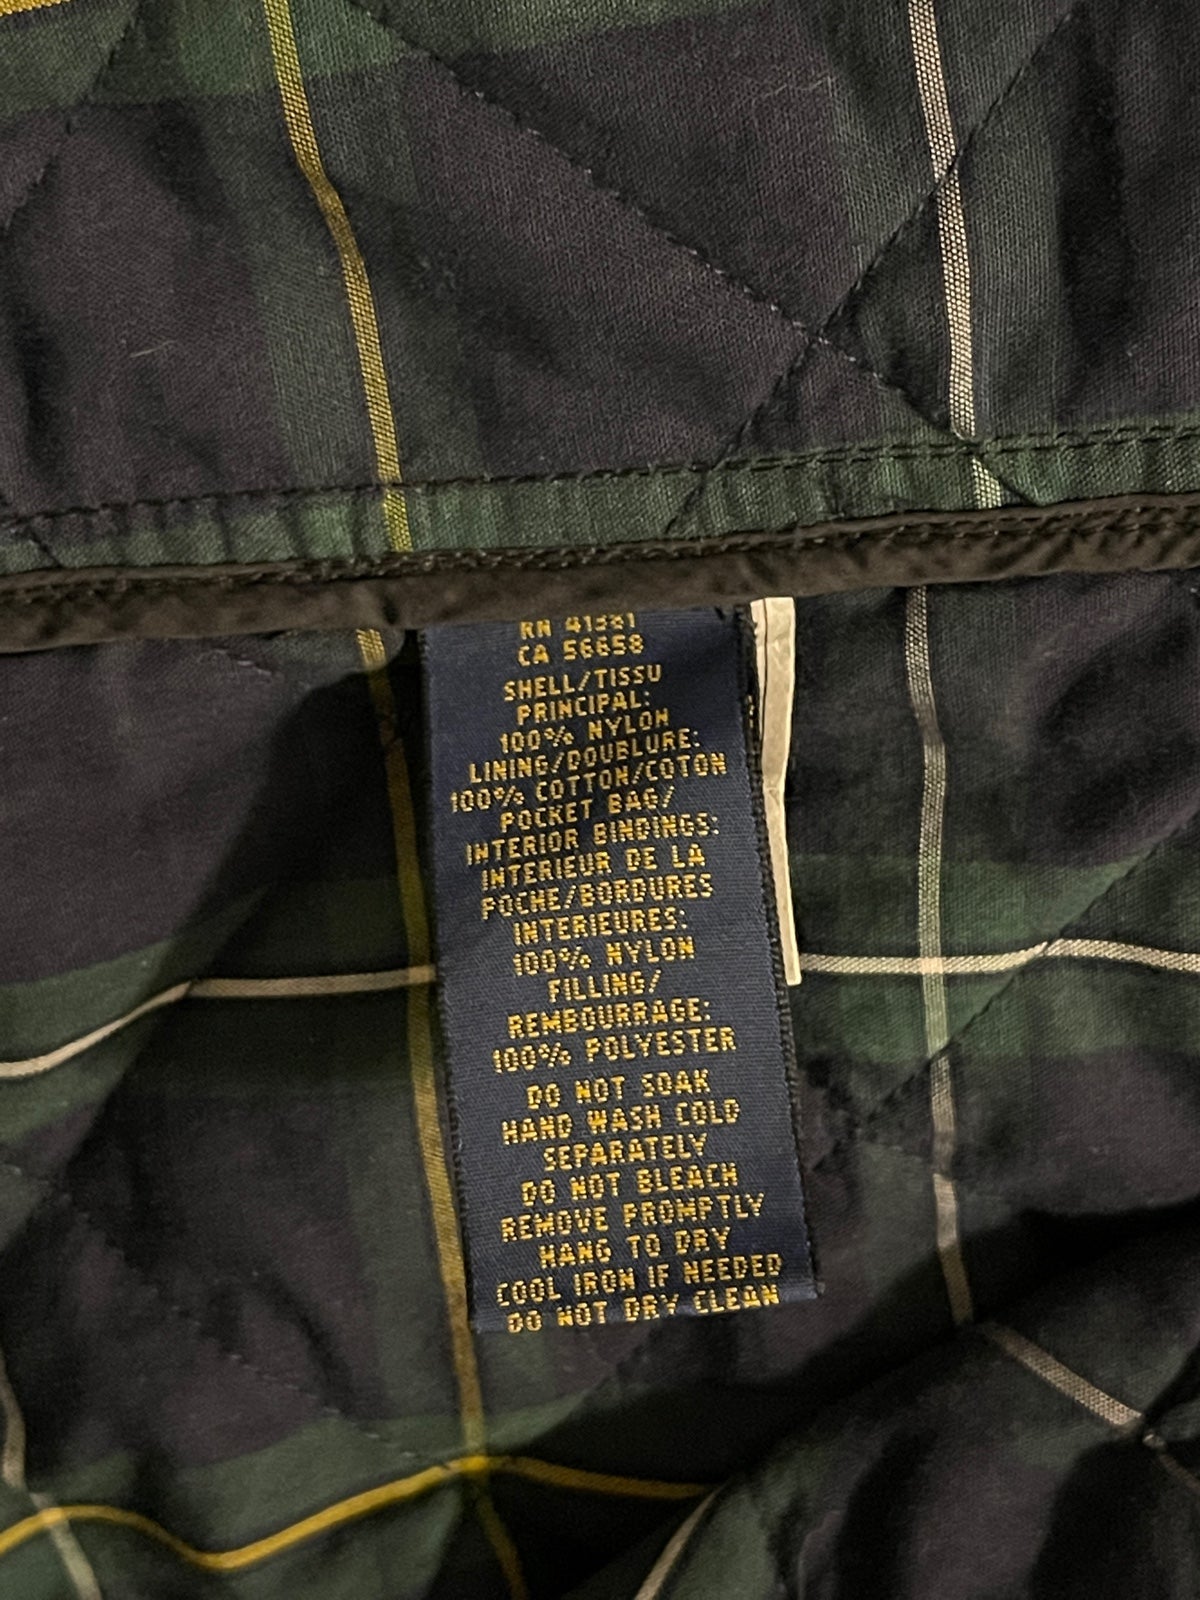 RN 41381
CA 56658
SHELL/TISSU
PRINCIPAL:
100% NYLON
LINING/DOUBLURE:
100% COTTON/COTON
POCKET BAG/
INTERIOR BINDINGS:
INTERIEUR DE LA
POCHE/BORDURES
INTERIEURES:
100% NYLON
FILLING/
REMBOURRAGE:
100% POLYESTER
DO NOT SOAK
HAND WASH COLD
SEPARATELY
DO NOT BLEACH
REMOVE PROMPTLY
HANG TO DRY
COOL IRON IF NEEDED
DO NOT DRY CLEAN